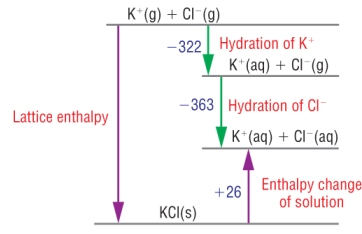 K⁺(g) + Cl⁻(g)
−322
Hydration of K⁺
K⁺(aq) + Cl⁻(g)
−363
Hydration of Cl⁻
Lattice enthalpy
K⁺(aq) + Cl⁻(aq)
+26
Enthalpy change
of solution
KCl(s)